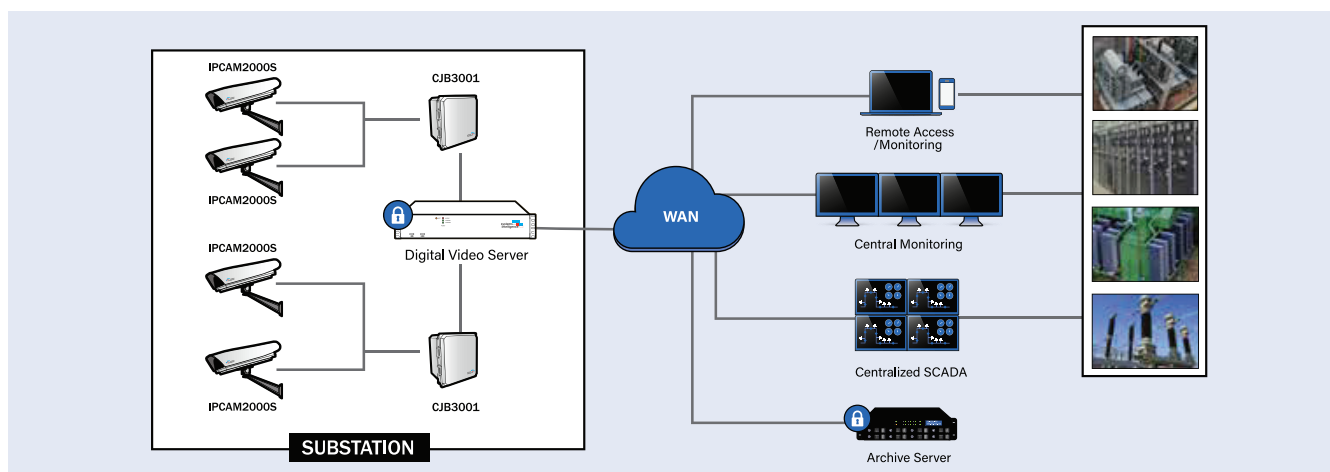 IPCAM2000S
CJB3001
IPCAM2000S
Digital Video Server
IPCAM2000S
IPCAM2000S
CJB3001
SUBSTATION
WAN
Remote Access
/Monitoring
Central Monitoring
Centralized SCADA
Archive Server